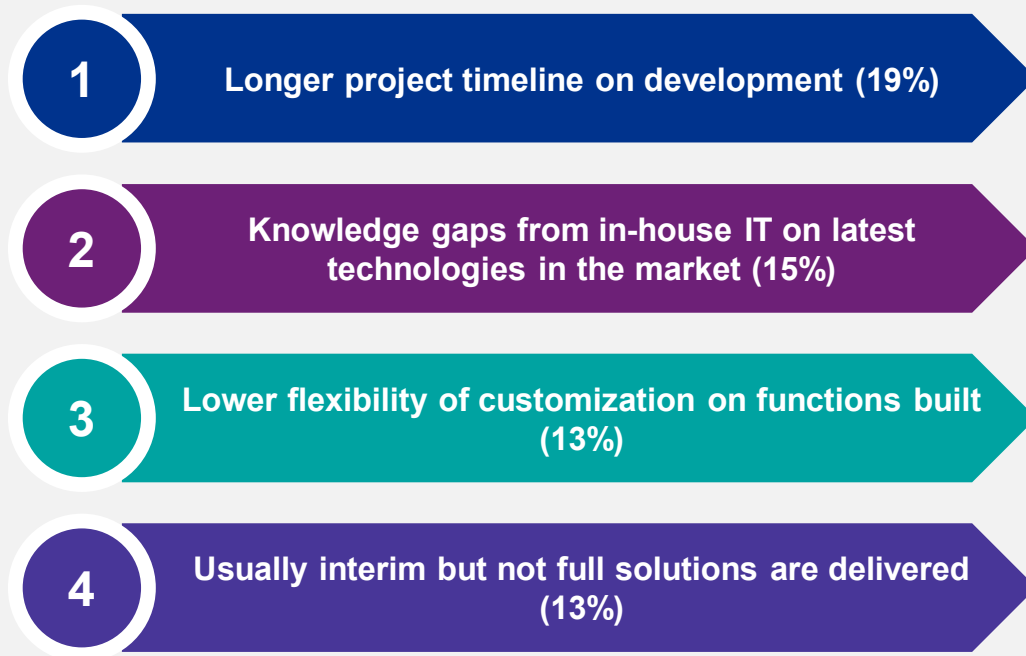 1
Longer project timeline on development (19%)
2
Knowledge gaps from in-house IT on latest
technologies in the market (15%)
3
Lower flexibility of customization on functions built
(13%)
4
Usually interim but not full solutions are delivered
(13%)